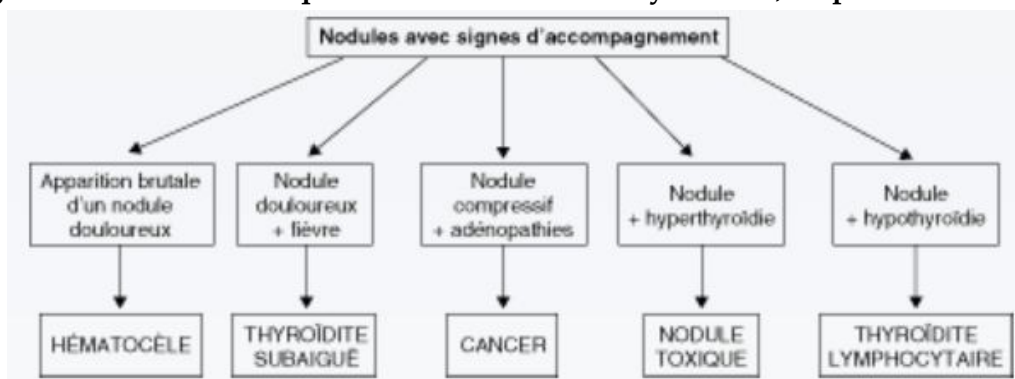 Nodules avec signes d'accompagnement
Apparition brutale
d'un nodule
douloureux
Nodule
douloureux
+ fièvre
Nodule
compressif
+ adénopathies
Nodule
+ hyperthyroïdie
Nodule
+ hypothyroïdie
HÉMATOCÈLE
THYROÏDITE
SUBAIGUË
CANCER
NODULE
TOXIQUE
THYROÏDITE
LYMPHOCYTAIRE